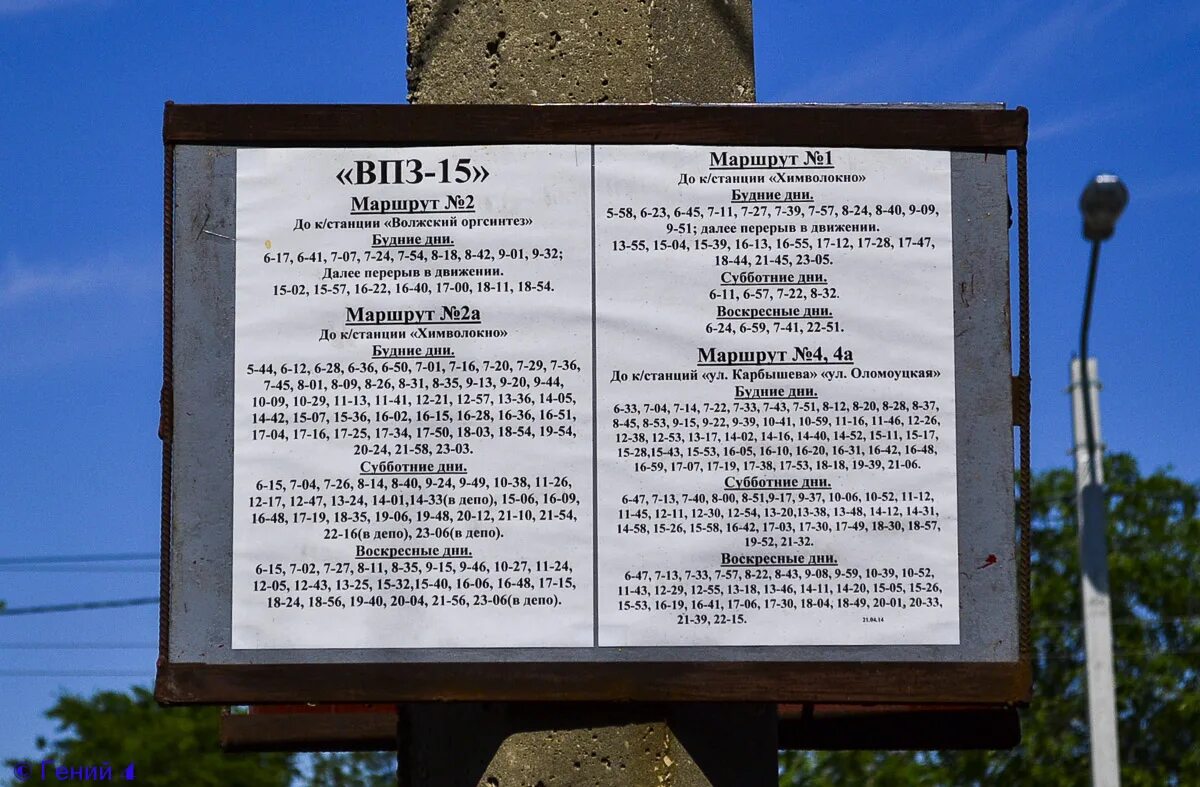 «ВПЗ-15»
Маршрут №2
До к/станции «Волжский оргсинтез»
Будние дни.
6-17, 6-41, 7-07, 7-24, 7-54, 8-18, 8-42, 9-01, 9-32;
Далее перерыв в движении.
15-02, 15-57, 16-22, 16-40, 17-00, 18-11, 18-54.
Маршрут №2а
До к/станции «Химволокно»
Будние дни.
5-44, 6-12, 6-28, 6-36, 6-50, 7-01, 7-16, 7-20, 7-29, 7-36,
7-45, 8-01, 8-09, 8-26, 8-31, 8-35, 9-13, 9-20, 9-44,
10-09, 10-29, 11-13, 11-41, 12-21, 12-57, 13-36, 14-05,
14-42, 15-07, 15-36, 16-02, 16-15, 16-28, 16-36, 16-51,
17-04, 17-16, 17-25, 17-34, 17-50, 18-03, 18-54, 19-54,
20-24, 21-58, 23-03.
Субботние дни.
6-15, 7-04, 7-26, 8-14, 8-40, 9-24, 9-49, 10-38, 11-26,
12-17, 12-47, 13-24, 14-01,14-33(в депо), 15-06, 16-09,
16-48, 17-19, 18-35, 19-06, 19-48, 20-12, 21-10, 21-54,
22-16(в депо), 23-06(в депо).
Воскресные дни.
6-15, 7-02, 7-27, 8-11, 8-35, 9-15, 9-46, 10-27, 11-24,
12-05, 12-43, 13-25, 15-32,15-40, 16-06, 16-48, 17-15,
18-24, 18-56, 19-40, 20-04, 21-56, 23-06(в депо).
Маршрут №1
До к/станции «Химволокно»
Будние дни.
5-58, 6-23, 6-45, 7-11, 7-27, 7-39, 7-57, 8-24, 8-40, 9-09,
9-51; далее перерыв в движении.
13-55, 15-04, 15-39, 16-13, 16-55, 17-12, 17-28, 17-47,
18-44, 21-45, 23-05.
Субботние дни.
6-11, 6-57, 7-22, 8-32.
Воскресные дни.
6-24, 6-59, 7-41, 22-51.
Маршрут №4, 4а
До к/станций «ул. Карбышева» «ул. Оломоуцкая»
Будние дни.
6-33, 7-04, 7-14, 7-22, 7-33, 7-43, 7-51, 8-12, 8-20, 8-28, 8-37,
8-45, 8-53, 9-15, 9-22, 9-39, 10-41, 10-59, 11-16, 11-46, 12-26,
12-38, 12-53, 13-17, 14-02, 14-16, 14-40, 14-52, 15-11, 15-17,
15-28,15-43, 15-53, 16-05, 16-10, 16-20, 16-31, 16-42, 16-48,
16-59, 17-07, 17-19, 17-38, 17-53, 18-18, 19-39, 21-06.
Субботние дни.
6-47, 7-13, 7-40, 8-00, 8-51,9-17, 9-37, 10-06, 10-52, 11-12,
11-45, 12-11, 12-30, 12-54, 13-20,13-38, 13-48, 14-12, 14-31,
14-58, 15-26, 15-58, 16-42, 17-03, 17-30, 17-49, 18-30, 18-57,
19-52, 21-32.
Воскресные дни.
6-47, 7-13, 7-33, 7-57, 8-22, 8-43, 9-08, 9-59, 10-39, 10-52,
11-43, 12-29, 12-55, 13-18, 13-46, 14-11, 14-20, 15-05, 15-26,
15-53, 16-19, 16-41, 17-06, 17-30, 18-04, 18-49, 20-01, 20-33,
21-39, 22-15.
21.04.14
© Гений 4